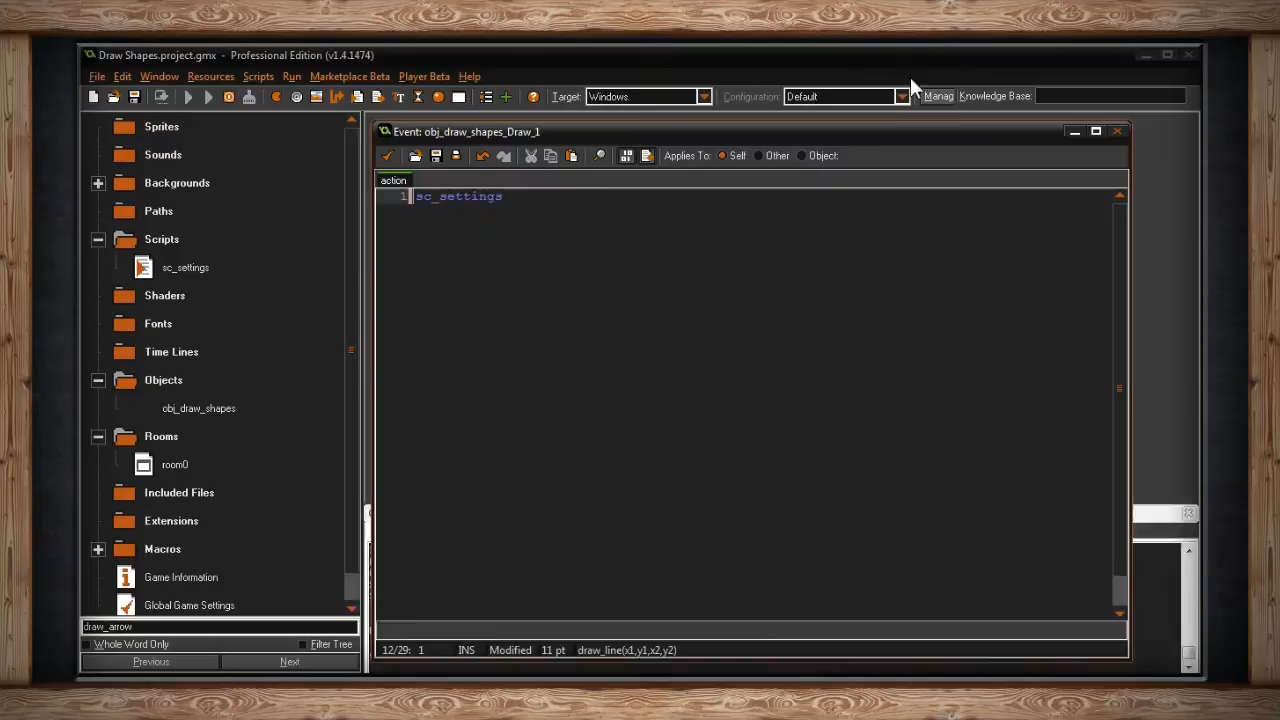 Draw Shapes.project.gmx - Professional Edition (v1.4.1474)
File Edit Window Resources Scripts Run Marketplace Beta Player Beta Help
Target: Windows Configuration: Default Manag Knowledge Base:
Sprites
Sounds
Backgrounds
Paths
Scripts
sc_settings
Shaders
Fonts
Time Lines
Objects
obj_draw_shapes
Rooms
room0
Included Files
Extensions
Macros
Game Information
Global Game Settings
draw_arrow
Whole Word Only Filter Tree
Previous Next
Event: obj_draw_shapes_Draw_1
Applies To: Self Other Object:
action
1 sc_settings
12/29: 1 INS Modified 11 pt draw_line(x1,y1,x2,y2)